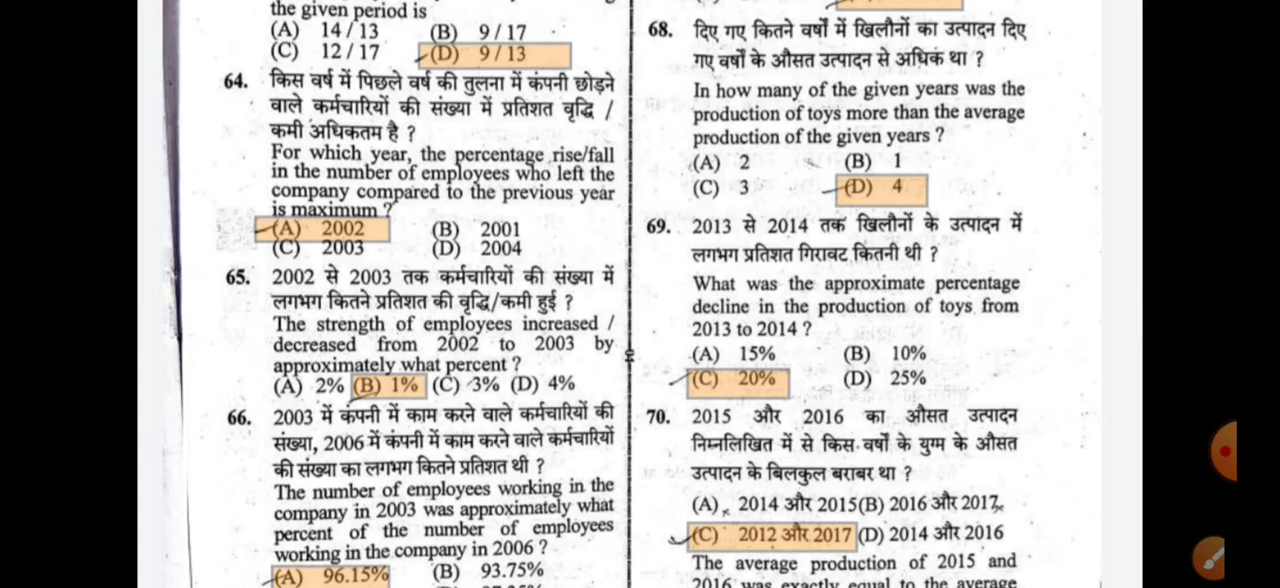 the given period is
(A) 14 / 13 (B) 9 / 17
(C) 12 / 17 (D) 9 / 13
64. किस वर्ष में पिछले वर्ष की तुलना में कंपनी छोड़ने
वाले कर्मचारियों की संख्या में प्रतिशत वृद्धि /
कमी अधिकतम है ?
For which year, the percentage rise/fall
in the number of employees who left the
company compared to the previous year
is maximum ?
(A) 2002 (B) 2001
(C) 2003 (D) 2004
65. 2002 से 2003 तक कर्मचारियों की संख्या में
लगभग कितने प्रतिशत की वृद्धि/कमी हुई ?
The strength of employees increased /
decreased from 2002 to 2003 by
approximately what percent ?
(A) 2% (B) 1% (C) 3% (D) 4%
66. 2003 में कंपनी में काम करने वाले कर्मचारियों की
संख्या, 2006 में कंपनी में काम करने वाले कर्मचारियों
की संख्या का लगभग कितने प्रतिशत थी ?
The number of employees working in the
company in 2003 was approximately what
percent of the number of employees
working in the company in 2006 ?
(A) 96.15% (B) 93.75%
68. दिए गए कितने वर्षों में खिलौनों का उत्पादन दिए
गए वर्षों के औसत उत्पादन से अधिक था ?
In how many of the given years was the
production of toys more than the average
production of the given years ?
(A) 2 (B) 1
(C) 3 (D) 4
69. 2013 से 2014 तक खिलौनों के उत्पादन में
लगभग प्रतिशत गिरावट कितनी थी ?
What was the approximate percentage
decline in the production of toys from
2013 to 2014 ?
(A) 15% (B) 10%
(C) 20% (D) 25%
70. 2015 और 2016 का औसत उत्पादन
निम्नलिखित में से किस वर्षों के युग्म के औसत
उत्पादन के बिलकुल बराबर था ?
(A) 2014 और 2015 (B) 2016 और 2017
(C) 2012 और 2017 (D) 2014 और 2016
The average production of 2015 and
2016 was exactly equal to the average